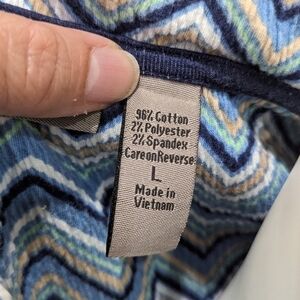 96% Cotton
2% Polyester
2% Spandex
CareonReverse
L
Made in
Vietnam